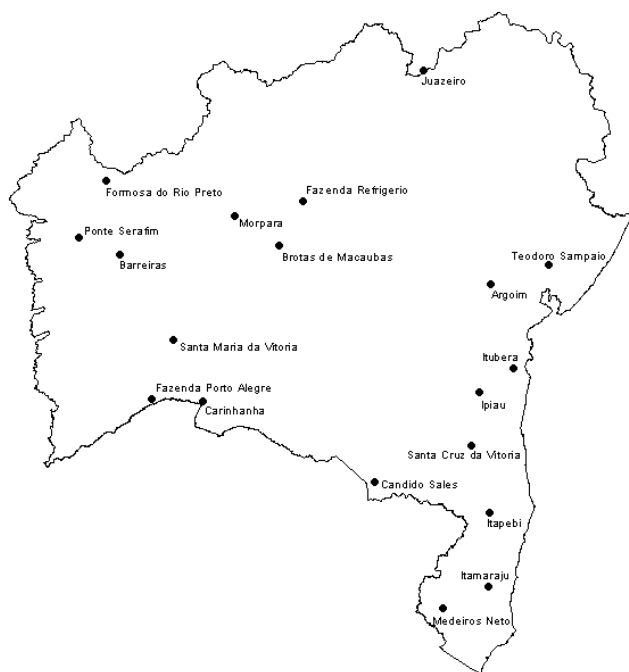 Juazeiro
Formosa do Rio Preto
Fazenda Refrigerio
Morpara
Ponte Serafim
Brotas de Macaubas
Barreiras
Teodoro Sampaio
Argoim
Santa Maria da Vitoria
Itubera
Fazenda Porto Alegre
Ipiau
Carinhanha
Santa Cruz da Vitoria
Candido Sales
Itapebi
Itamaraju
Medeiros Neto